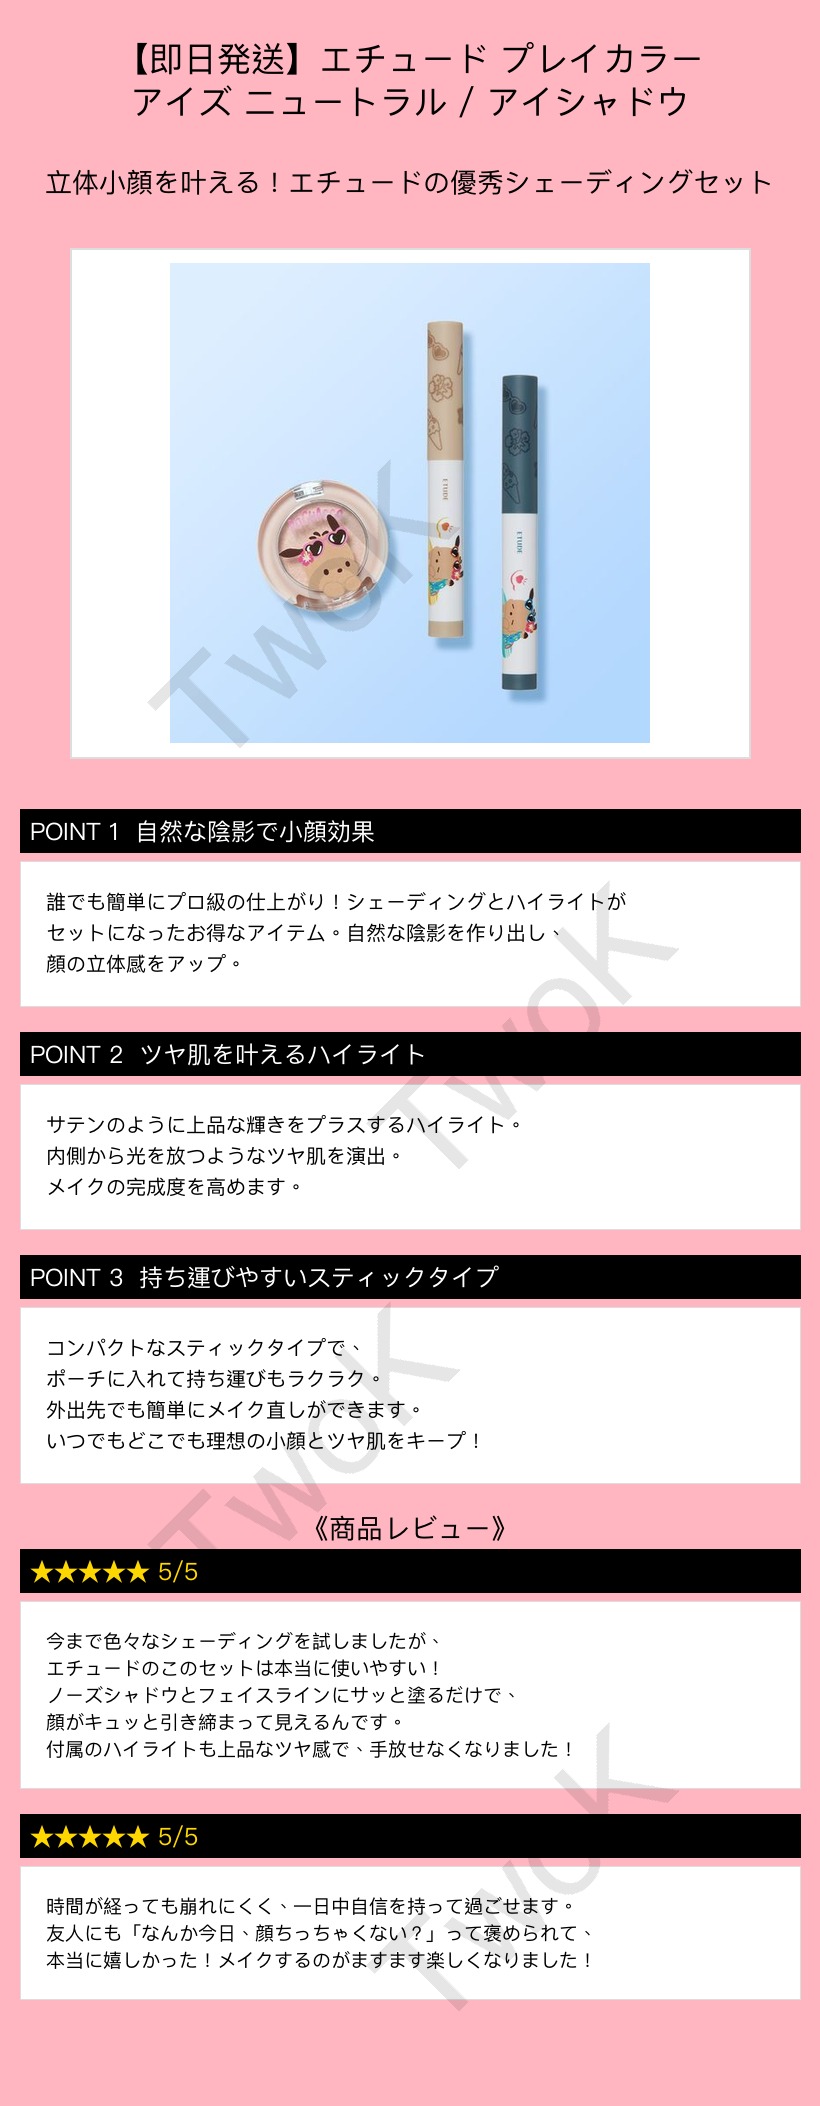 【即日発送】エチュード プレイカラー
アイズ ニュートラル / アイシャドウ
立体小顔を叶える！エチュードの優秀シェーディングセット
ETUDE
ETUDE
TwoK
POINT 1 自然な陰影で小顔効果
誰でも簡単にプロ級の仕上がり！シェーディングとハイライトが
セットになったお得なアイテム。自然な陰影を作り出し、
顔の立体感をアップ。
TwoK
POINT 2 ツヤ肌を叶えるハイライト
サテンのように上品な輝きをプラスするハイライト。
内側から光を放つようなツヤ肌を演出。
メイクの完成度を高めます。
POINT 3 持ち運びやすいスティックタイプ
コンパクトなスティックタイプで、
ポーチに入れて持ち運びもラクラク。
外出先でも簡単にメイク直しができます。
いつでもどこでも理想の小顔とツヤ肌をキープ！
TwoK
《商品レビュー》
★★★★★ 5/5
今まで色々なシェーディングを試しましたが、
エチュードのこのセットは本当に使いやすい！
ノーズシャドウとフェイスラインにサッと塗るだけで、
顔がキュッと引き締まって見えるんです。
付属のハイライトも上品なツヤ感で、手放せなくなりました！
TwoK
★★★★★ 5/5
時間が経っても崩れにくく、一日中自信を持って過ごせます。
友人にも「なんか今日、顔ちっちゃくない？」って褒められて、
本当に嬉しかった！メイクするのがますます楽しくなりました！